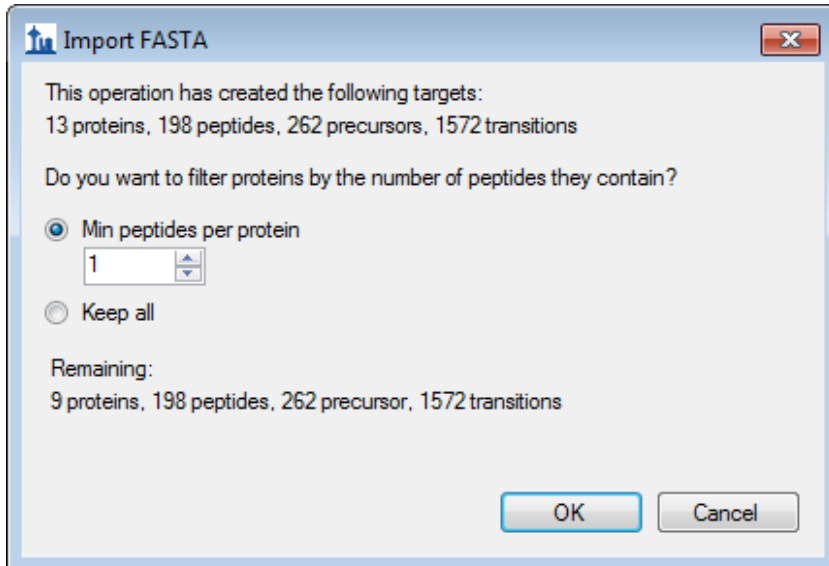 Import FASTA
This operation has created the following targets:
13 proteins, 198 peptides, 262 precursors, 1572 transitions
Do you want to filter proteins by the number of peptides they contain?
Min peptides per protein
1
Keep all
Remaining:
9 proteins, 198 peptides, 262 precursor, 1572 transitions
OK Cancel